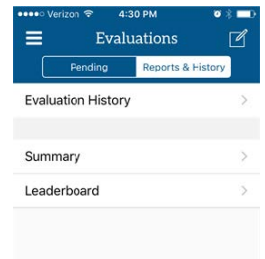 Verizon 4:30 PM
Evaluations
Pending Reports & History
Evaluation History
Summary
Leaderboard